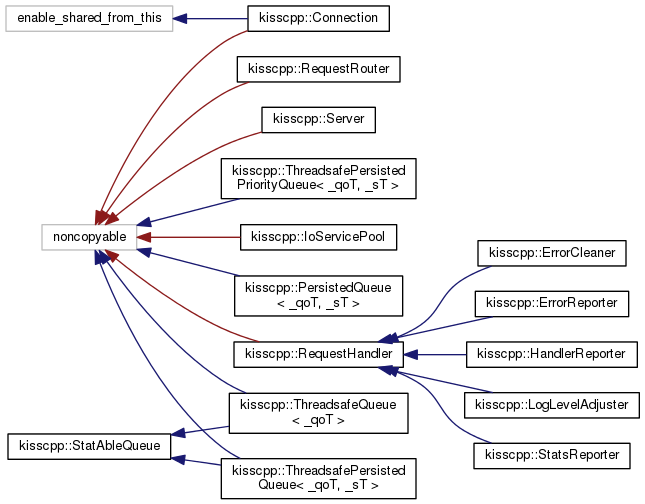 enable_shared_from_this
kisscpp::Connection
kisscpp::RequestRouter
kisscpp::Server
kisscpp::ThreadsafePersisted
PriorityQueue< _qoT, _sT >
noncopyable
kisscpp::IoServicePool
kisscpp::ErrorCleaner
kisscpp::PersistedQueue
< _qoT, _sT >
kisscpp::ErrorReporter
kisscpp::RequestHandler
kisscpp::HandlerReporter
kisscpp::ThreadsafeQueue
< _qoT >
kisscpp::LogLevelAdjuster
kisscpp::StatAbleQueue
kisscpp::StatsReporter
kisscpp::ThreadsafePersisted
Queue< _qoT, _sT >